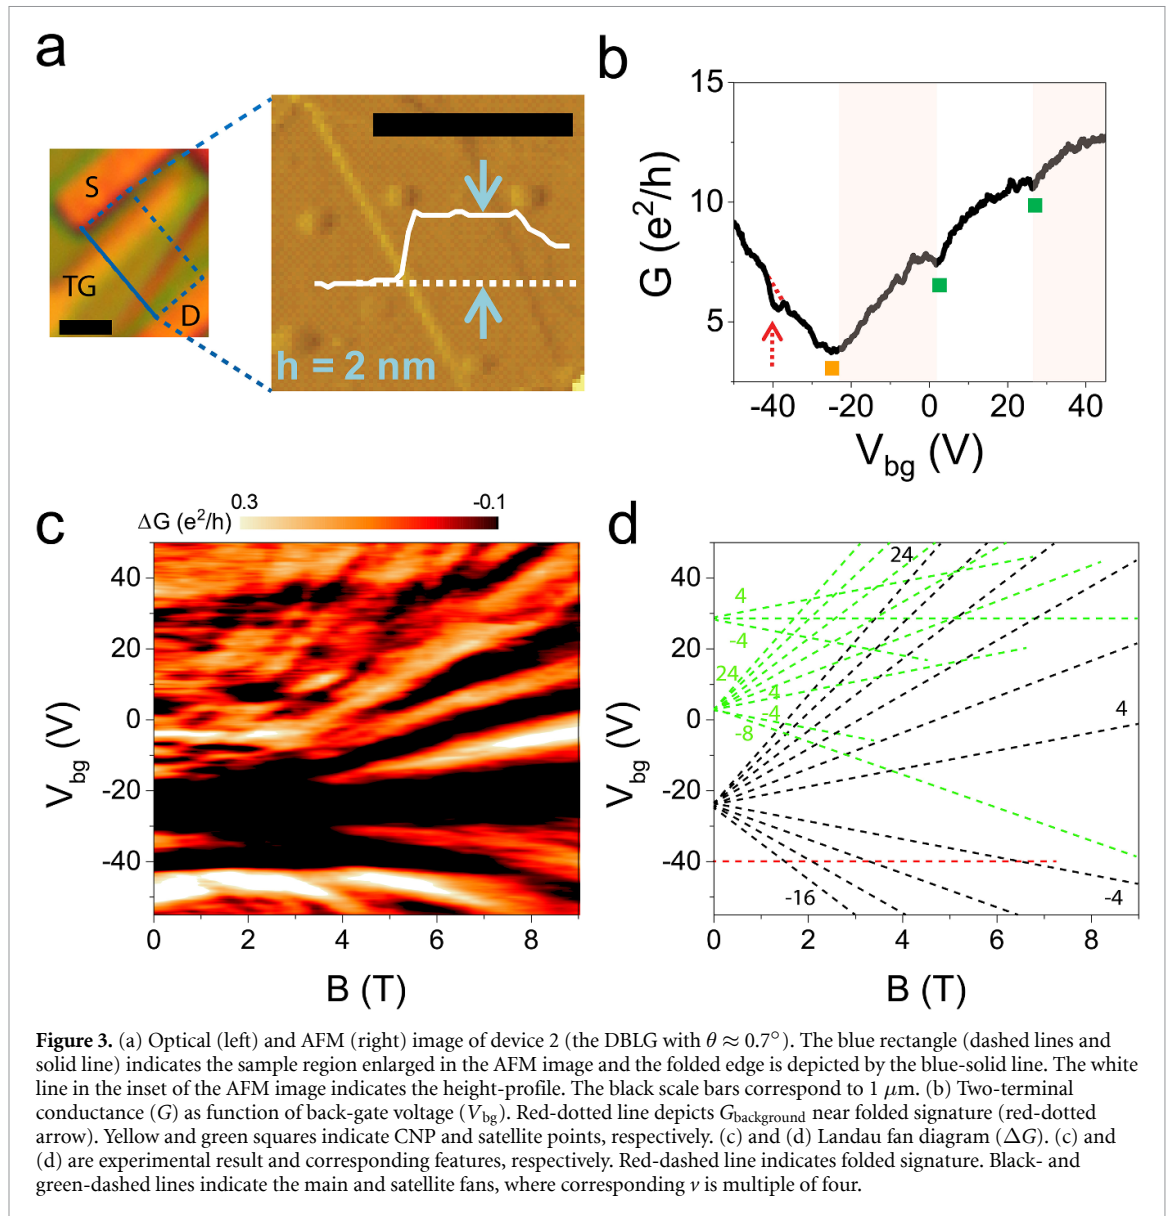 a
S
TG
D
h = 2 nm
b
15
10
5
G (e²/h)
-40 -20 0 20 40
V_bg (V)
c
0.3 -0.1
ΔG (e²/h)
40
20
0
-20
-40
V_bg (V)
0 2 4 6 8
B (T)
d
24
4
-4
24
4
-4
-8
4
-16
-4
40
20
0
-20
-40
V_bg (V)
0 2 4 6 8
B (T)
Figure 3. (a) Optical (left) and AFM (right) image of device 2 (the DBLG with θ ≈ 0.7°). The blue rectangle (dashed lines and
solid line) indicates the sample region enlarged in the AFM image and the folded edge is depicted by the blue-solid line. The white
line in the inset of the AFM image indicates the height-profile. The black scale bars correspond to 1 μm. (b) Two-terminal
conductance (G) as function of back-gate voltage (V_bg). Red-dotted line depicts G_background near folded signature (red-dotted
arrow). Yellow and green squares indicate CNP and satellite points, respectively. (c) and (d) Landau fan diagram (ΔG). (c) and
(d) are experimental result and corresponding features, respectively. Red-dashed line indicates folded signature. Black- and
green-dashed lines indicate the main and satellite fans, where corresponding ν is multiple of four.